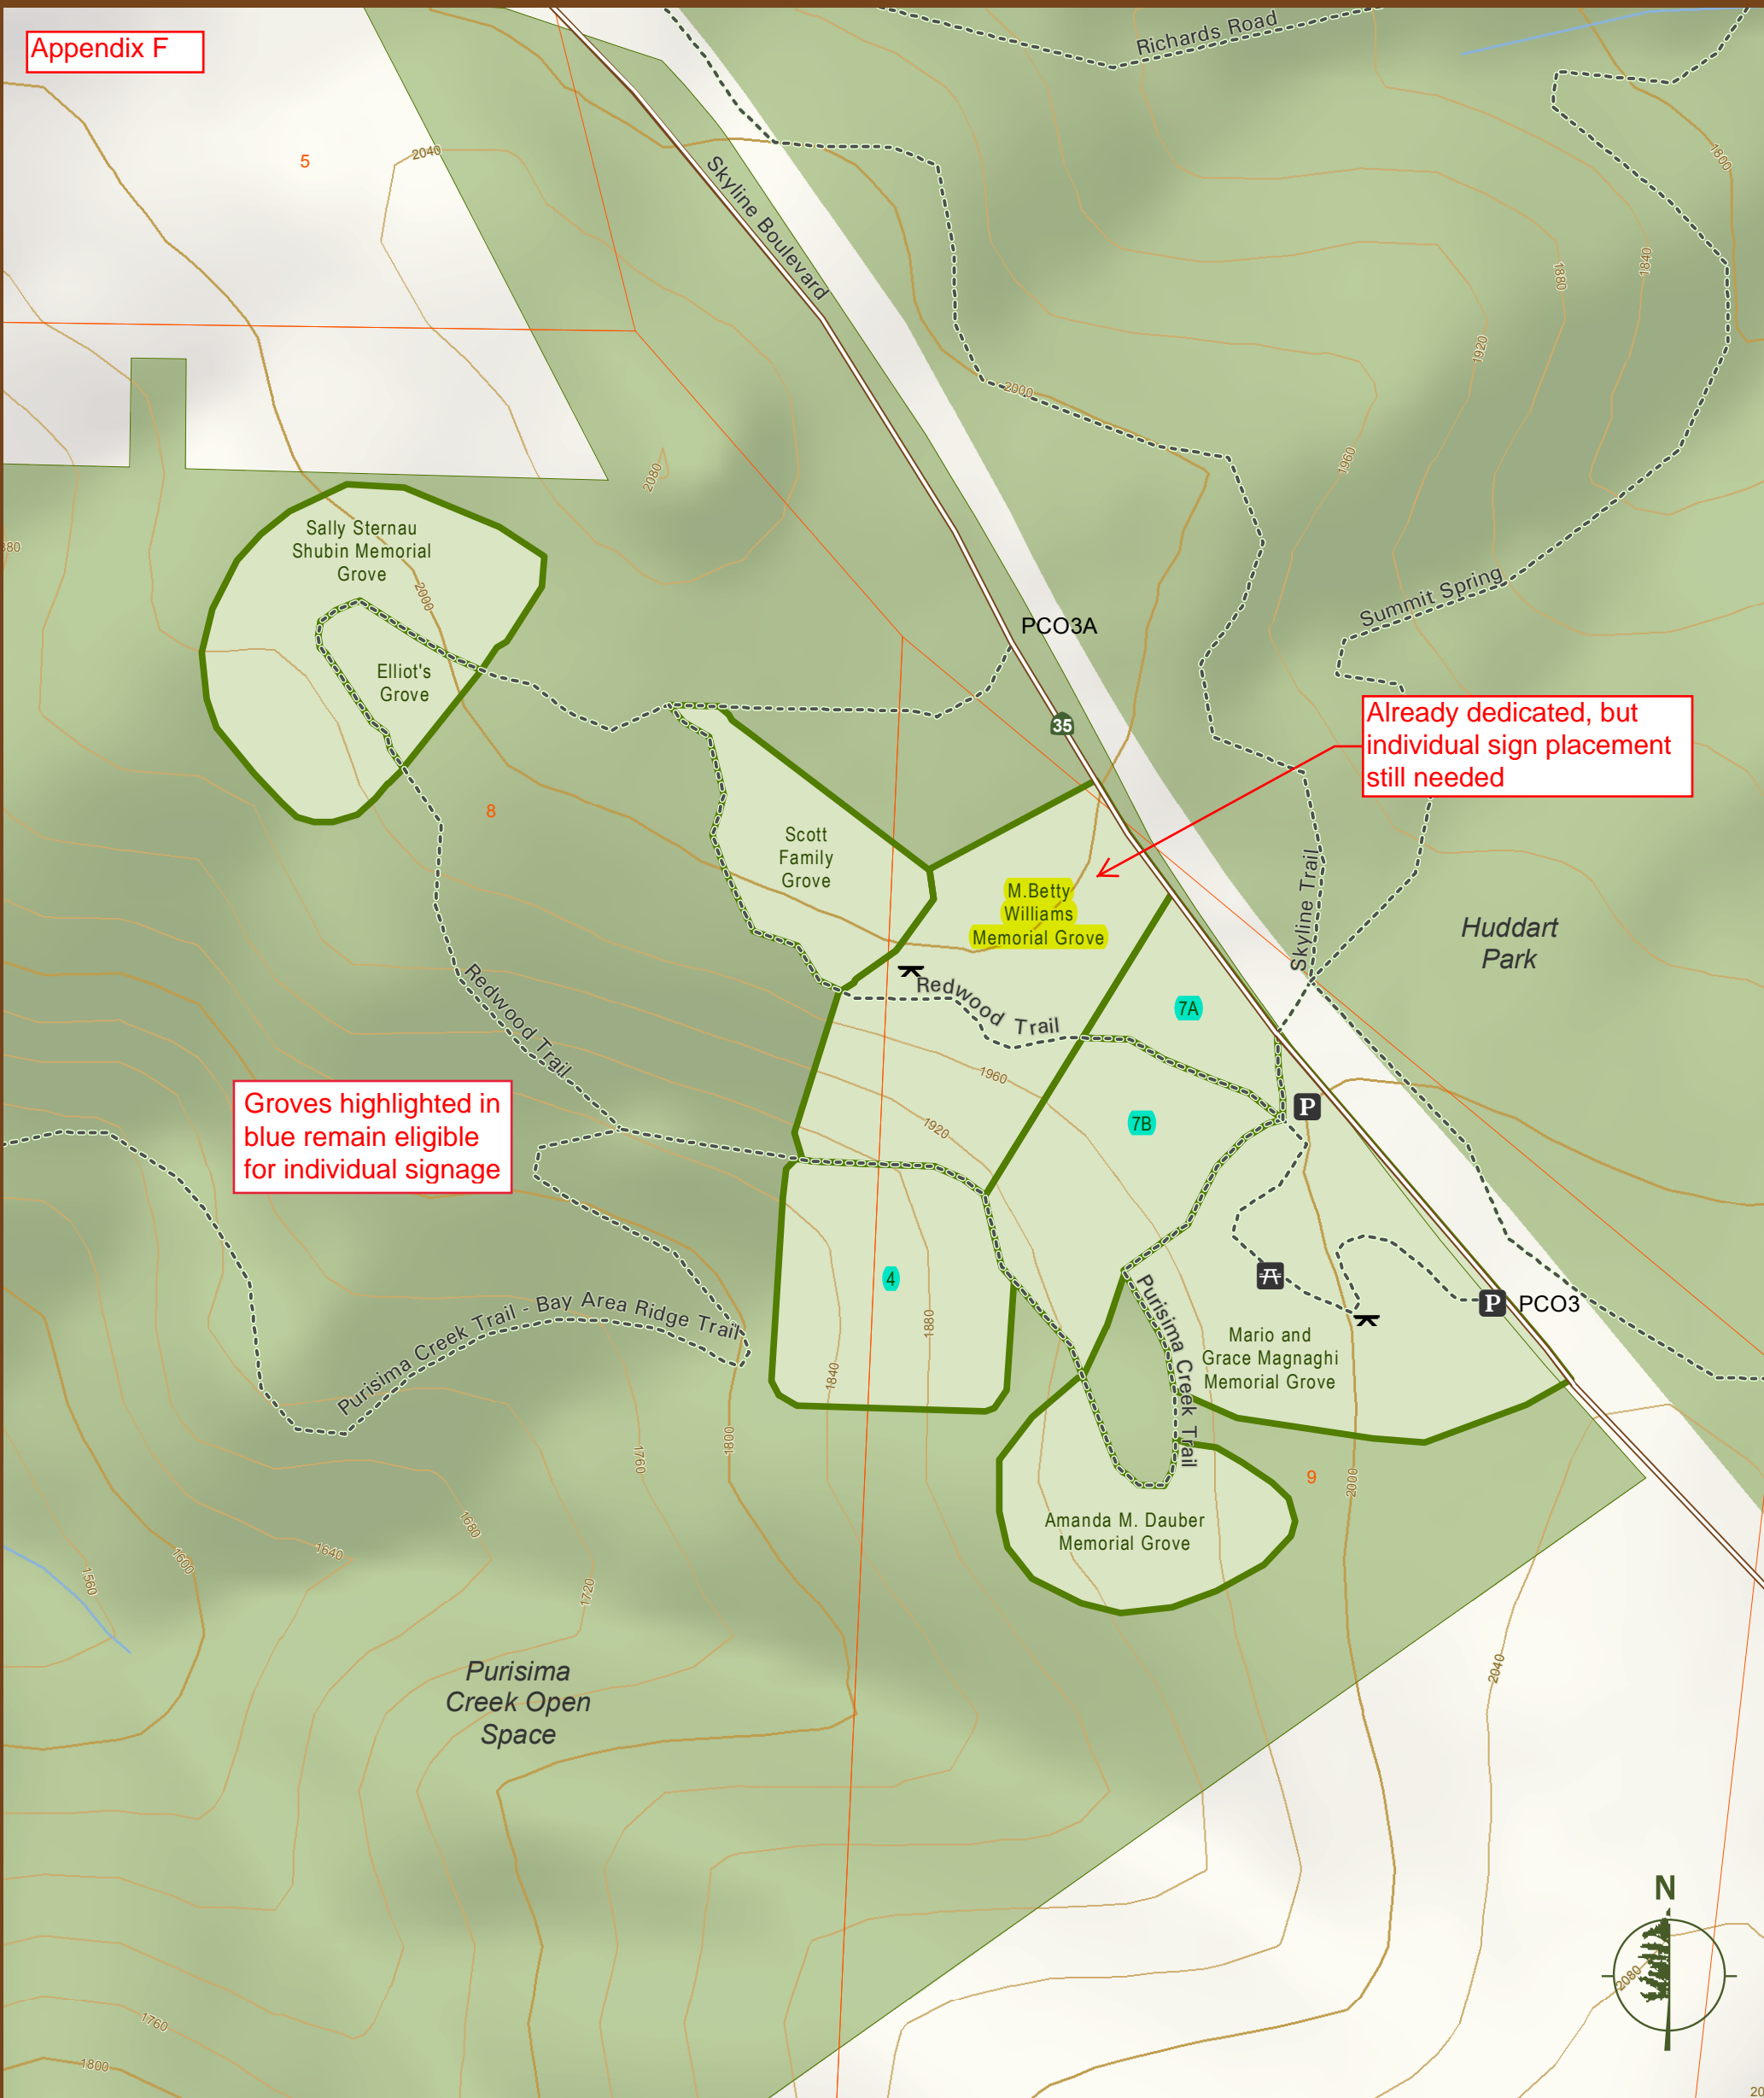 Appendix F
Richards Road
5
2040
1800
Skyline Boulevard
1880
1840
1920
2000
1960
2080
Sally Sternau
Shubin Memorial
Grove
2000
Summit Spring
PCO3A
Elliot's
Grove
35
Already dedicated, but
individual sign placement
still needed
8
Scott
Family
Grove
M.Betty
Williams
Memorial Grove
Skyline Trail
Huddart
Park
Redwood Trail
Redwood Trail
7A
1960
Groves highlighted in
blue remain eligible
for individual signage
P
7B
1920
4
Purisima Creek Trail - Bay Area Ridge Trail
Purisima Creek Trail
P
PCO3
1880
1840
Mario and
Grace Magnaghi
Memorial Grove
1800
1760
9
2000
Amanda M. Dauber
Memorial Grove
1680
1640
1600
1560
1720
2040
Purisima
Creek Open
Space
N
2080
1760
1800